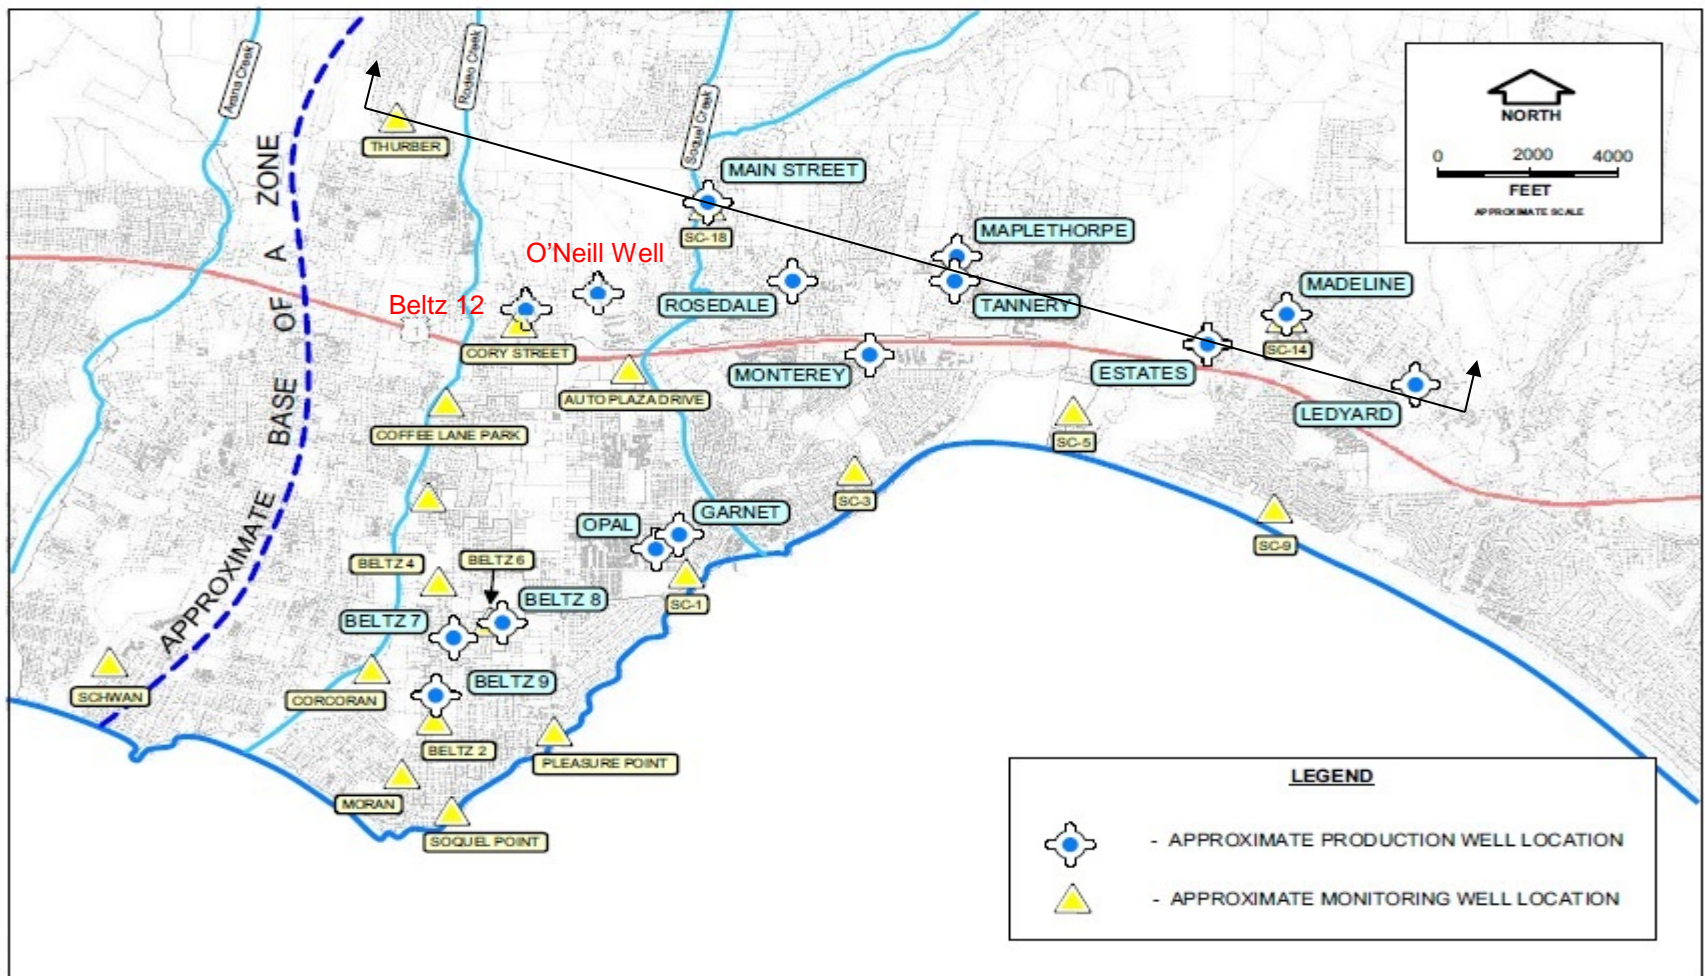 Arana Creek
Rodeo Creek
Soquel Creek
NORTH
0 2000 4000
FEET
APPROXIMATE SCALE
THURBER
MAIN STREET
SC-18
MAPLETHORPE
O'Neill Well
Beltz 12
ROSEDALE
TANNERY
MADELINE
SC-14
CORY STREET
MONTEREY
ESTATES
AUTO PLAZA DRIVE
LEDYARD
COFFEE LANE PARK
SC-5
SC-3
APPROXIMATE BASE OF A ZONE
OPAL
GARNET
SC-9
BELTZ 4
BELTZ 6
BELTZ 8
SC-1
BELTZ 7
SCHWAN
CORCORAN
BELTZ 9
BELTZ 2
PLEASURE POINT
MORAN
SOQUEL POINT
LEGEND
- APPROXIMATE PRODUCTION WELL LOCATION
- APPROXIMATE MONITORING WELL LOCATION